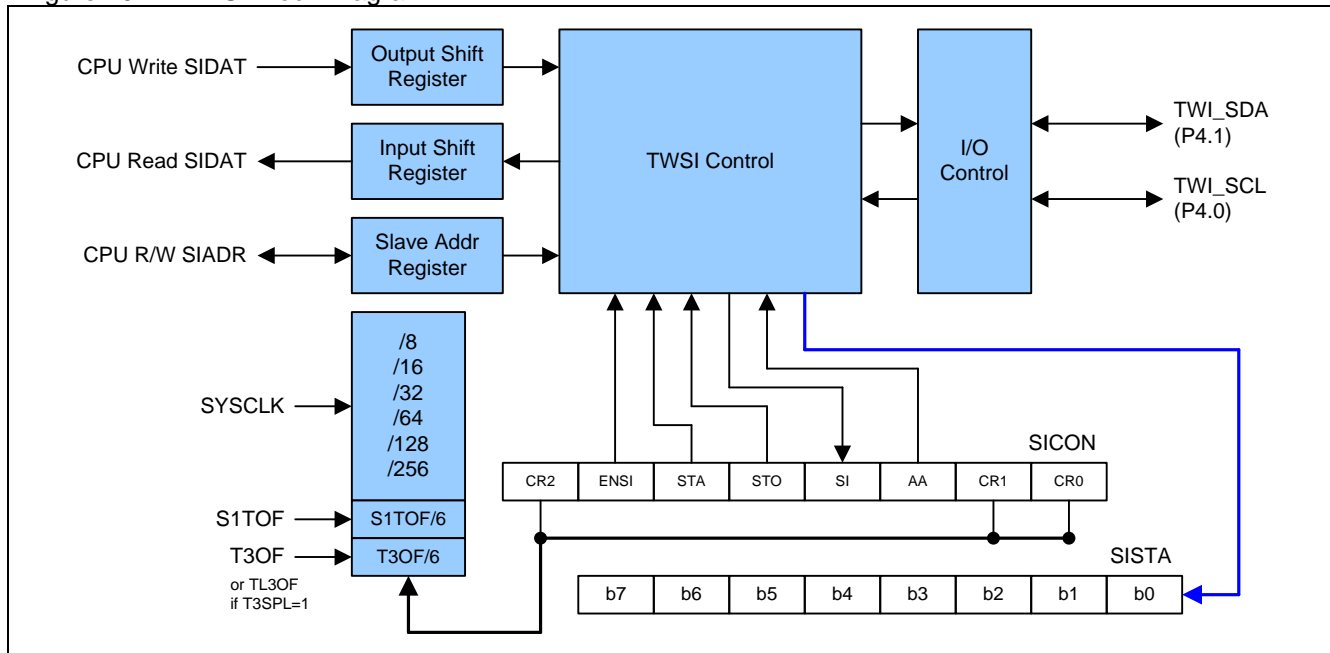 CPU Write SIDAT
Output Shift
Register
CPU Read SIDAT
Input Shift
Register
CPU R/W SIADR
Slave Addr
Register
TWSI Control
I/O
Control
TWI_SDA
(P4.1)
TWI_SCL
(P4.0)
SYSCLK
/8
/16
/32
/64
/128
/256
S1TOF
S1TOF/6
T3OF
T3OF/6
or TL3OF
if T3SPL=1
SICON
CR2 ENSI STA STO SI AA CR1 CR0
SISTA
b7 b6 b5 b4 b3 b2 b1 b0